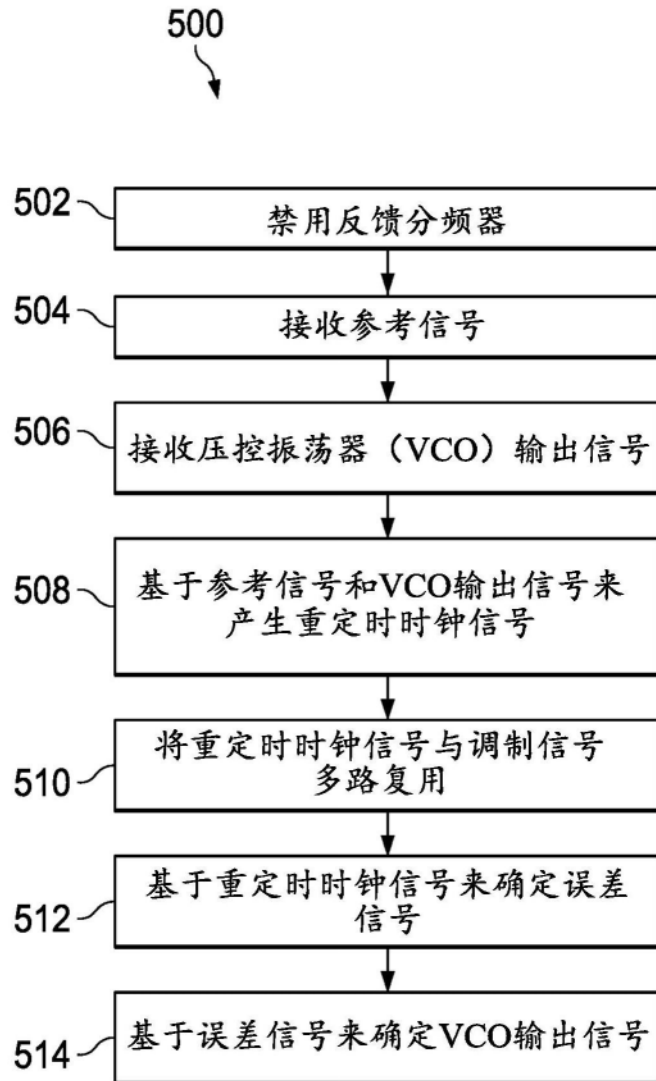 500
502
禁用反馈分频器
504
接收参考信号
506
接收压控振荡器（VCO）输出信号
508
基于参考信号和VCO输出信号来
产生重定时时钟信号
510
将重定时时钟信号与调制信号
多路复用
512
基于重定时时钟信号来确定误差
信号
514
基于误差信号来确定VCO输出信号